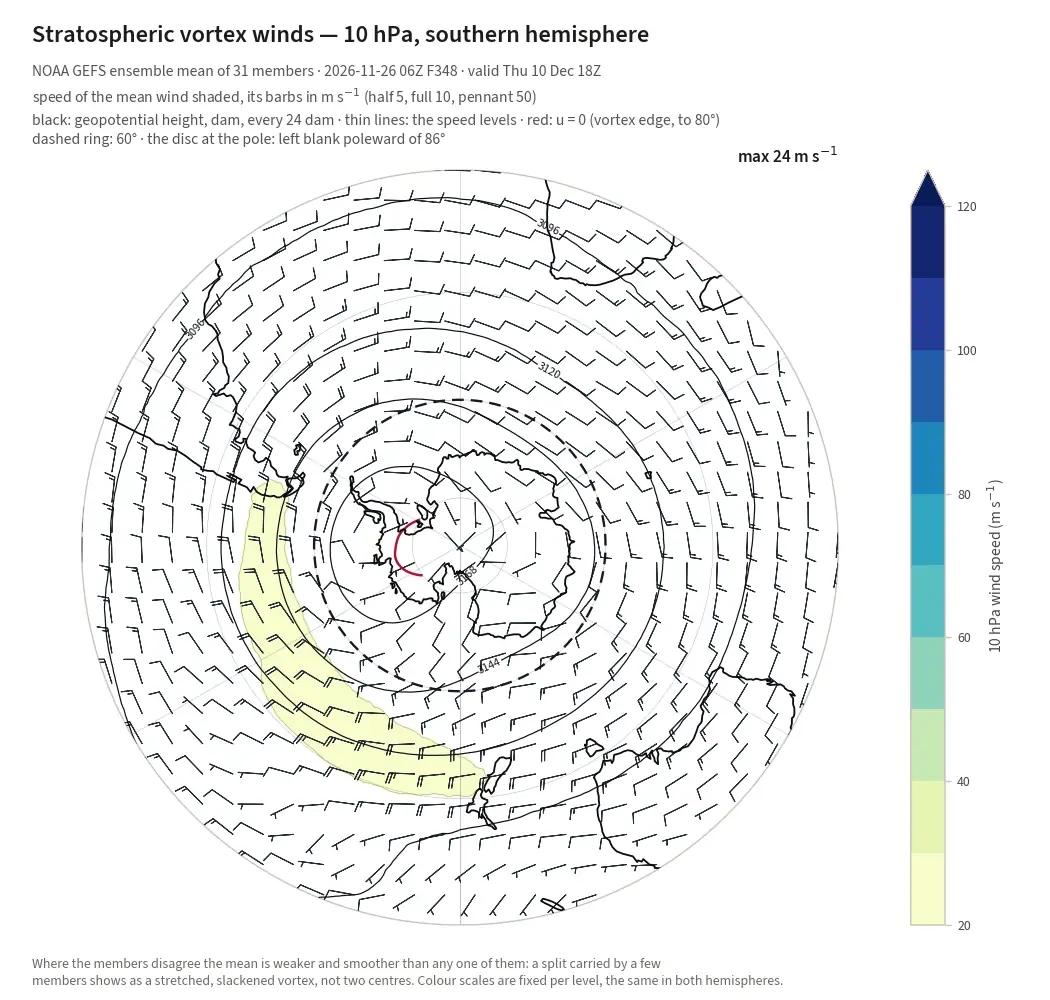 Stratospheric vortex winds — 10 hPa, southern hemisphere
NOAA GEFS ensemble mean of 31 members · 2026-11-26 06Z F348 · valid Thu 10 Dec 18Z
speed of the mean wind shaded, its barbs in m s⁻¹ (half 5, full 10, pennant 50)
black: geopotential height, dam, every 24 dam · thin lines: the speed levels · red: u = 0 (vortex edge, to 80°)
dashed ring: 60° · the disc at the pole: left blank poleward of 86°
max 24 m s⁻¹
3096
3096
3120
3168
3144
120
100
80
60
40
20
10 hPa wind speed (m s⁻¹)
Where the members disagree the mean is weaker and smoother than any one of them: a split carried by a few
members shows as a stretched, slackened vortex, not two centres. Colour scales are fixed per level, the same in both hemispheres.